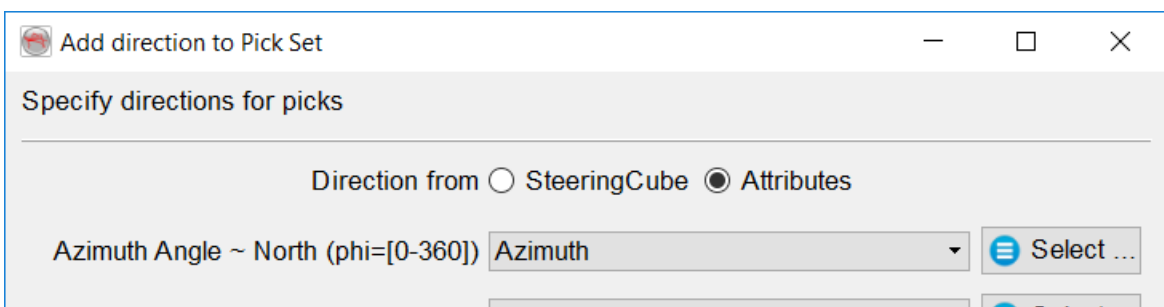 Add direction to Pick Set
Specify directions for picks
Direction from SteeringCube Attributes
Azimuth Angle ~ North (phi=[0-360]) Azimuth Select ...